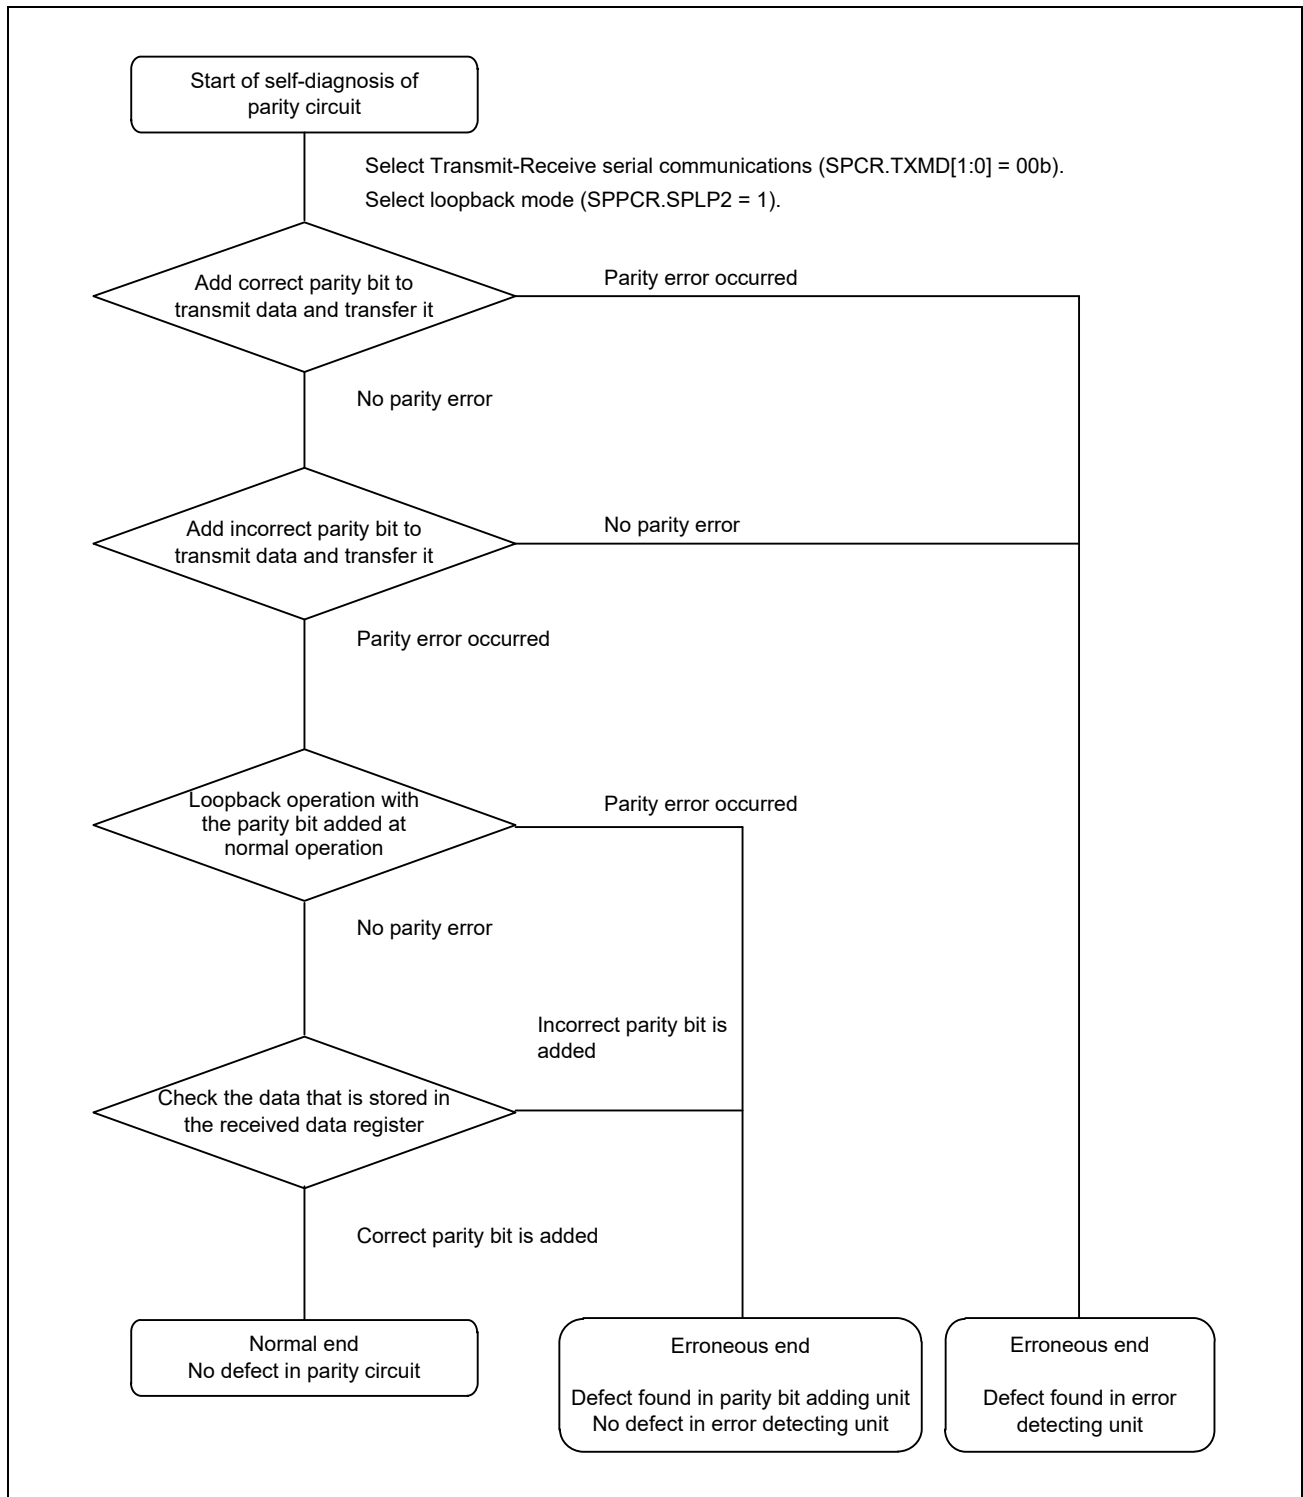 Start of self-diagnosis of
parity circuit
Select Transmit-Receive serial communications (SPCR.TXMD[1:0] = 00b).
Select loopback mode (SPPCR.SPLP2 = 1).
Add correct parity bit to
transmit data and transfer it
Parity error occurred
No parity error
Add incorrect parity bit to
transmit data and transfer it
No parity error
Parity error occurred
Loopback operation with
the parity bit added at
normal operation
Parity error occurred
No parity error
Incorrect parity bit is
added
Check the data that is stored in
the received data register
Correct parity bit is added
Normal end
No defect in parity circuit
Erroneous end
Defect found in parity bit adding unit
No defect in error detecting unit
Erroneous end
Defect found in error
detecting unit